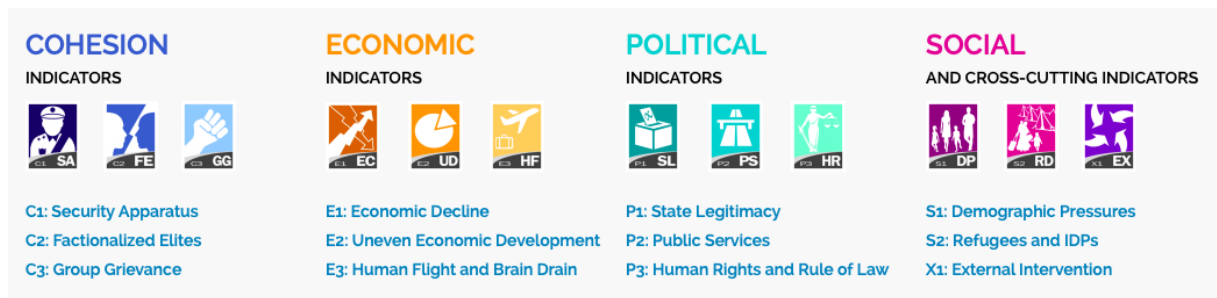 COHESION
INDICATORS
C1 SA
C2 FE
C3 GG
C1: Security Apparatus
C2: Factionalized Elites
C3: Group Grievance
ECONOMIC
INDICATORS
E1 EC
E2 UD
E3 HF
E1: Economic Decline
E2: Uneven Economic Development
E3: Human Flight and Brain Drain
POLITICAL
INDICATORS
P1 SL
P2 PS
P3 HR
P1: State Legitimacy
P2: Public Services
P3: Human Rights and Rule of Law
SOCIAL
AND CROSS-CUTTING INDICATORS
S1 DP
S2 RD
X1 EX
S1: Demographic Pressures
S2: Refugees and IDPs
X1: External Intervention